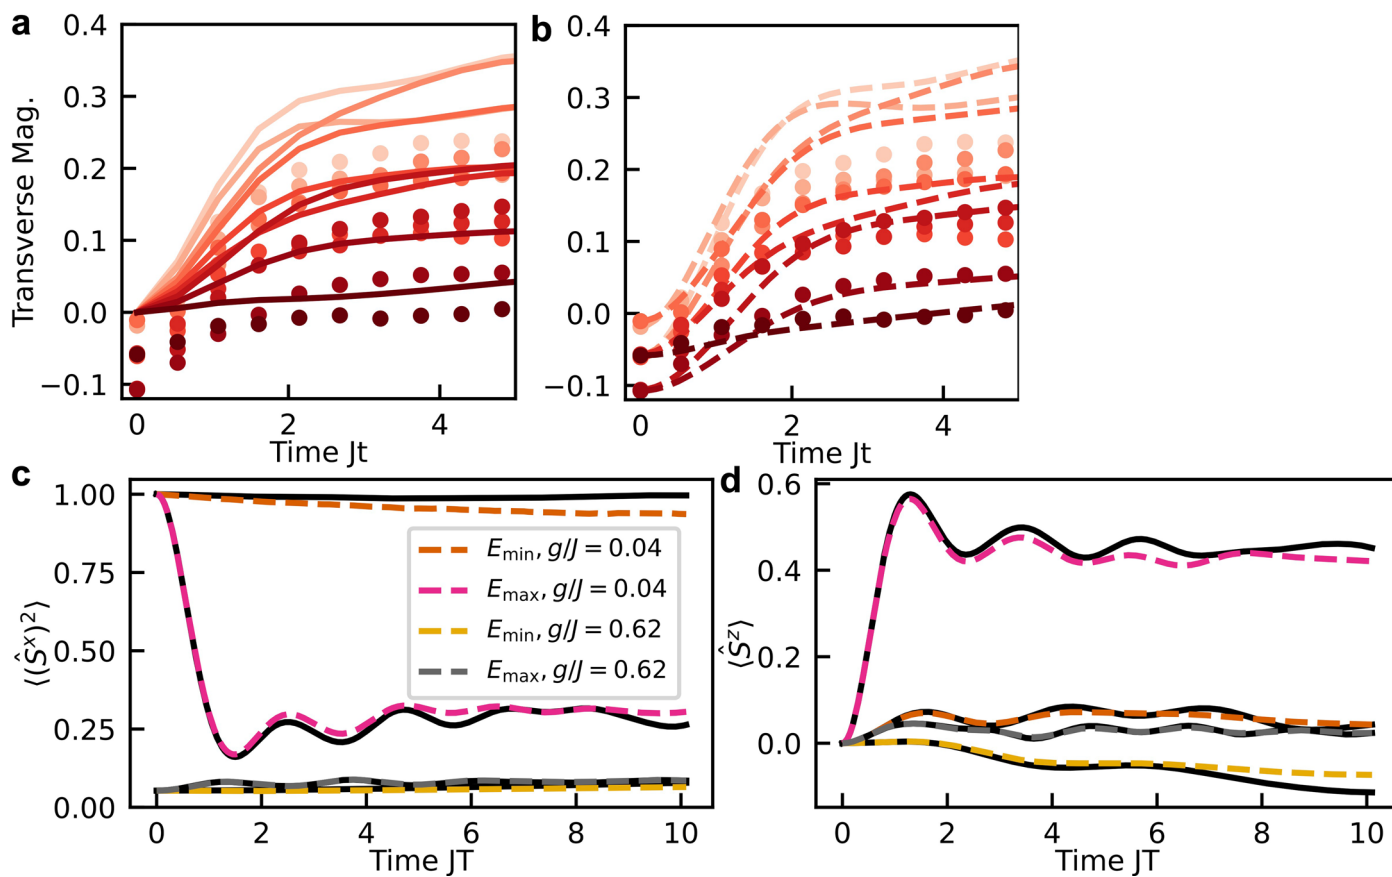 a
b
0.4
0.3
0.2
0.1
0.0
−0.1
Transverse Mag.
0
2
4
Time Jt
0.4
0.3
0.2
0.1
0.0
−0.1
0
2
4
Time Jt
c
d
1.00
0.75
0.50
0.25
0.00
⟨(Ŝˣ)²⟩
E_min, g/J = 0.04
E_max, g/J = 0.04
E_min, g/J = 0.62
E_max, g/J = 0.62
0
2
4
6
8
10
Time JT
0.6
0.4
0.2
0.0
⟨Ŝᶻ⟩
0
2
4
6
8
10
Time JT